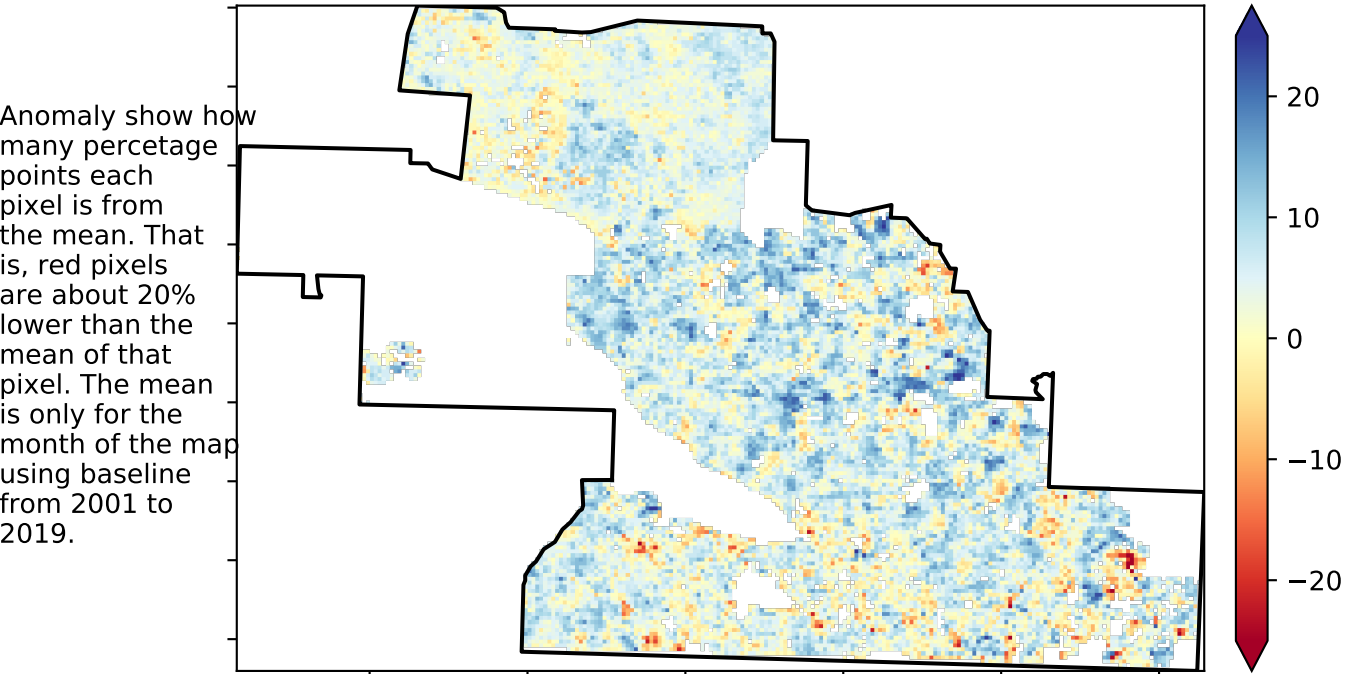 Anomaly show how
many percetage
points each
pixel is from
the mean. That
is, red pixels
are about 20%
lower than the
mean of that
pixel. The mean
is only for the
month of the map
using baseline
from 2001 to
2019.
20
10
0
−10
−20